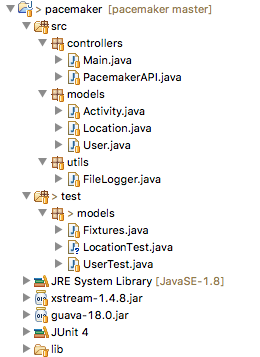 > pacemaker [pacemaker master]
> src
controllers
Main.java
PacemakerAPI.java
models
Activity.java
Location.java
User.java
utils
FileLogger.java
> test
> models
Fixtures.java
LocationTest.java
UserTest.java
JRE System Library [JavaSE-1.8]
xstream-1.4.8.jar
guava-18.0.jar
JUnit 4
lib